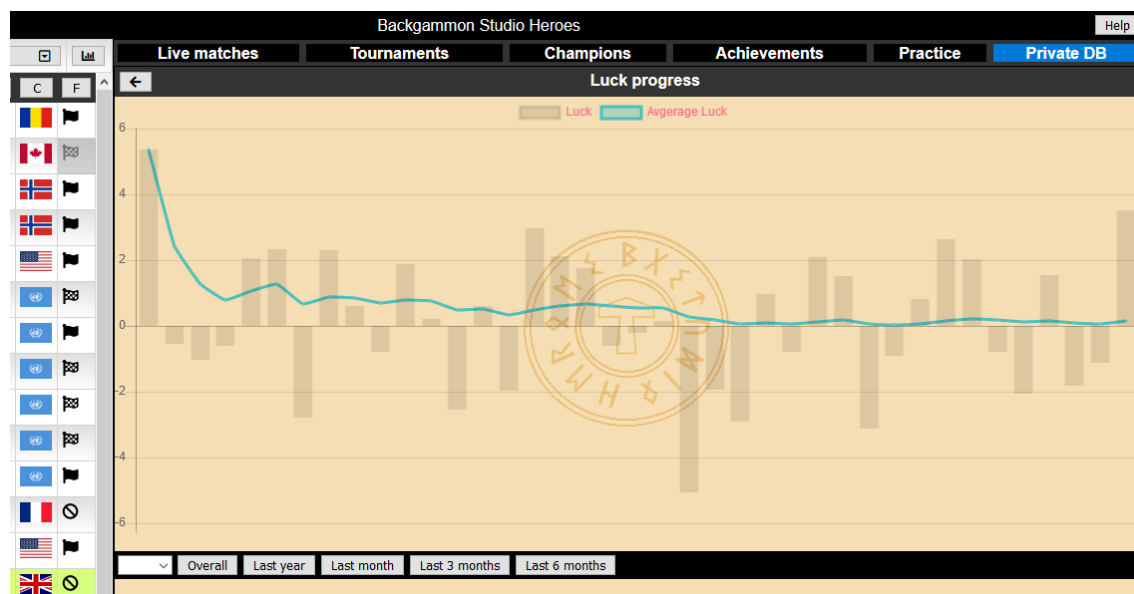 Backgammon Studio Heroes
Help
Live matches Tournaments Champions Achievements Practice Private DB
C F
Luck progress
Luck Avgerage Luck
6
4
2
0
-2
-4
-6
Overall Last year Last month Last 3 months Last 6 months